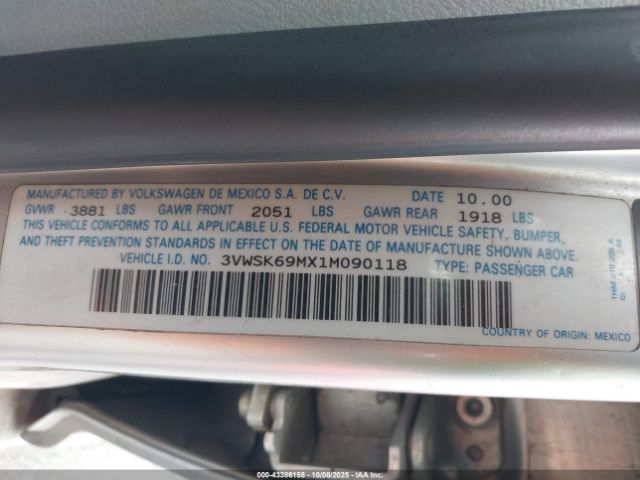 MANUFACTURED BY VOLKSWAGEN DE MEXICO S.A. DE C.V. DATE 10.00
GVWR 3881 LBS GAWR FRONT 2051 LBS GAWR REAR 1918 LBS
THIS VEHICLE CONFORMS TO ALL APPLICABLE U.S. FEDERAL MOTOR VEHICLE SAFETY, BUMPER,
AND THEFT PREVENTION STANDARDS IN EFFECT ON THE DATE OF MANUFACTURE SHOWN ABOVE.
VEHICLE I.D. NO. 3VWSK69MX1M090118 TYPE: PASSENGER CAR
COUNTRY OF ORIGIN: MEXICO
000-43386158 | 10/08/2025 | IAAI